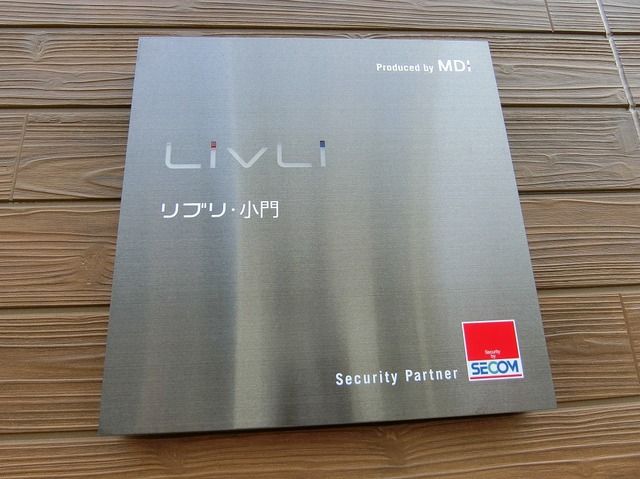 Produced by MDI
LiVLi
リブリ・小門
Security Partner
Security
by
SECOM